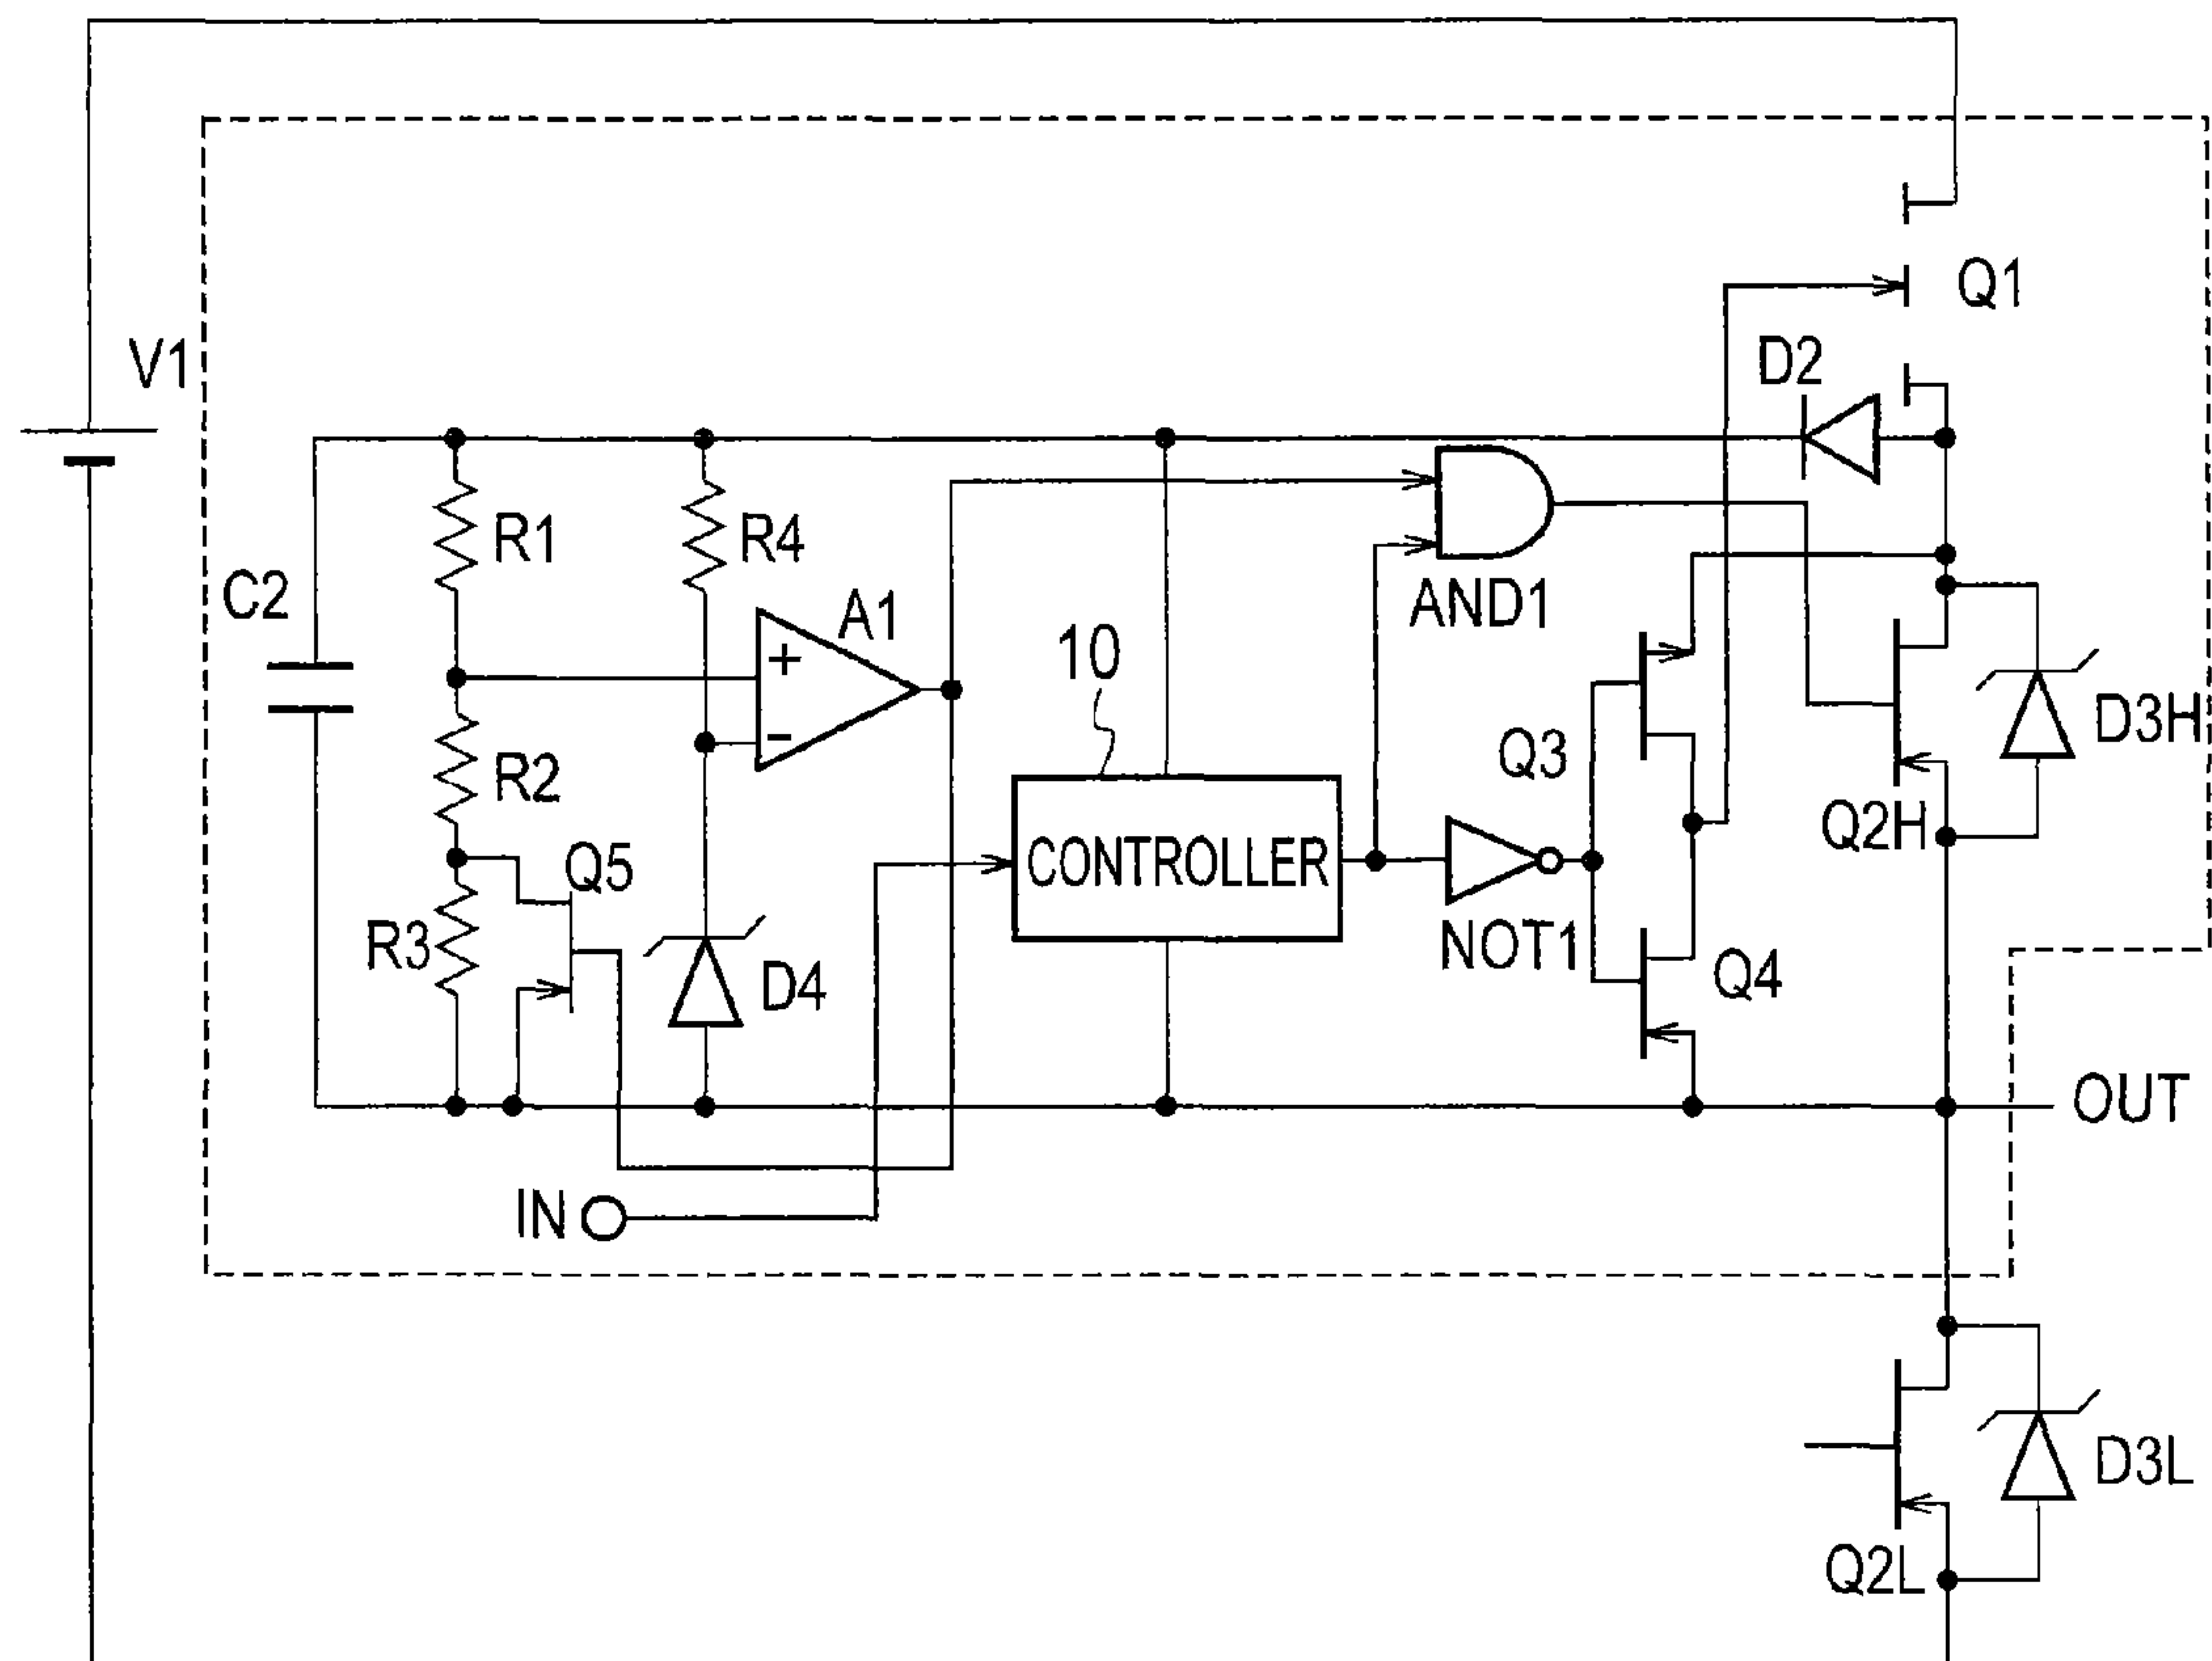 V1
Q1
D2
R1
R4
C2
A1
+
-
AND1
10
D3H
Q3
R2
Q2H
Q5
CONTROLLER
R3
NOT1
Q4
D4
OUT
IN
D3L
Q2L